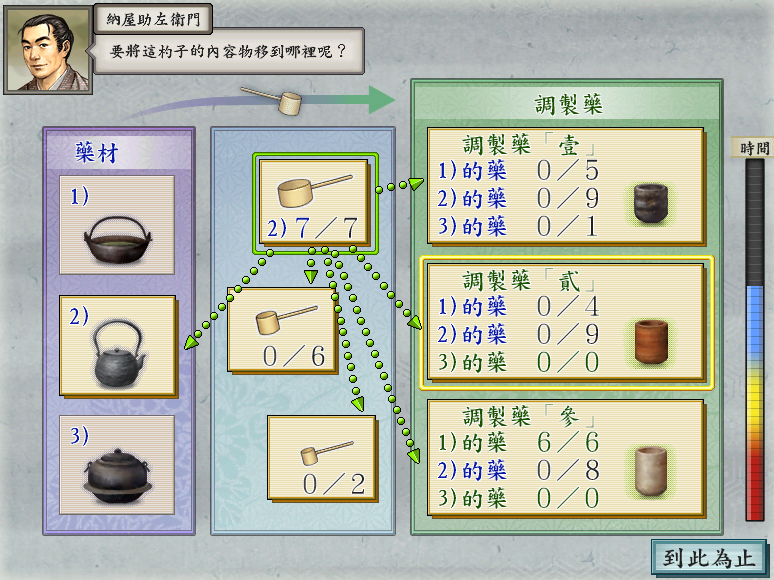 納屋助左衛門
要將這杓子的內容物移到哪裡呢？
藥材
1)
2)
3)
2) 7／7
0／6
0／2
調製藥
調製藥「壹」
1)的藥 0／5
2)的藥 0／9
3)的藥 0／1
調製藥「貳」
1)的藥 0／4
2)的藥 0／9
3)的藥 0／0
調製藥「參」
1)的藥 6／6
2)的藥 0／8
3)的藥 0／0
時間
到此為止